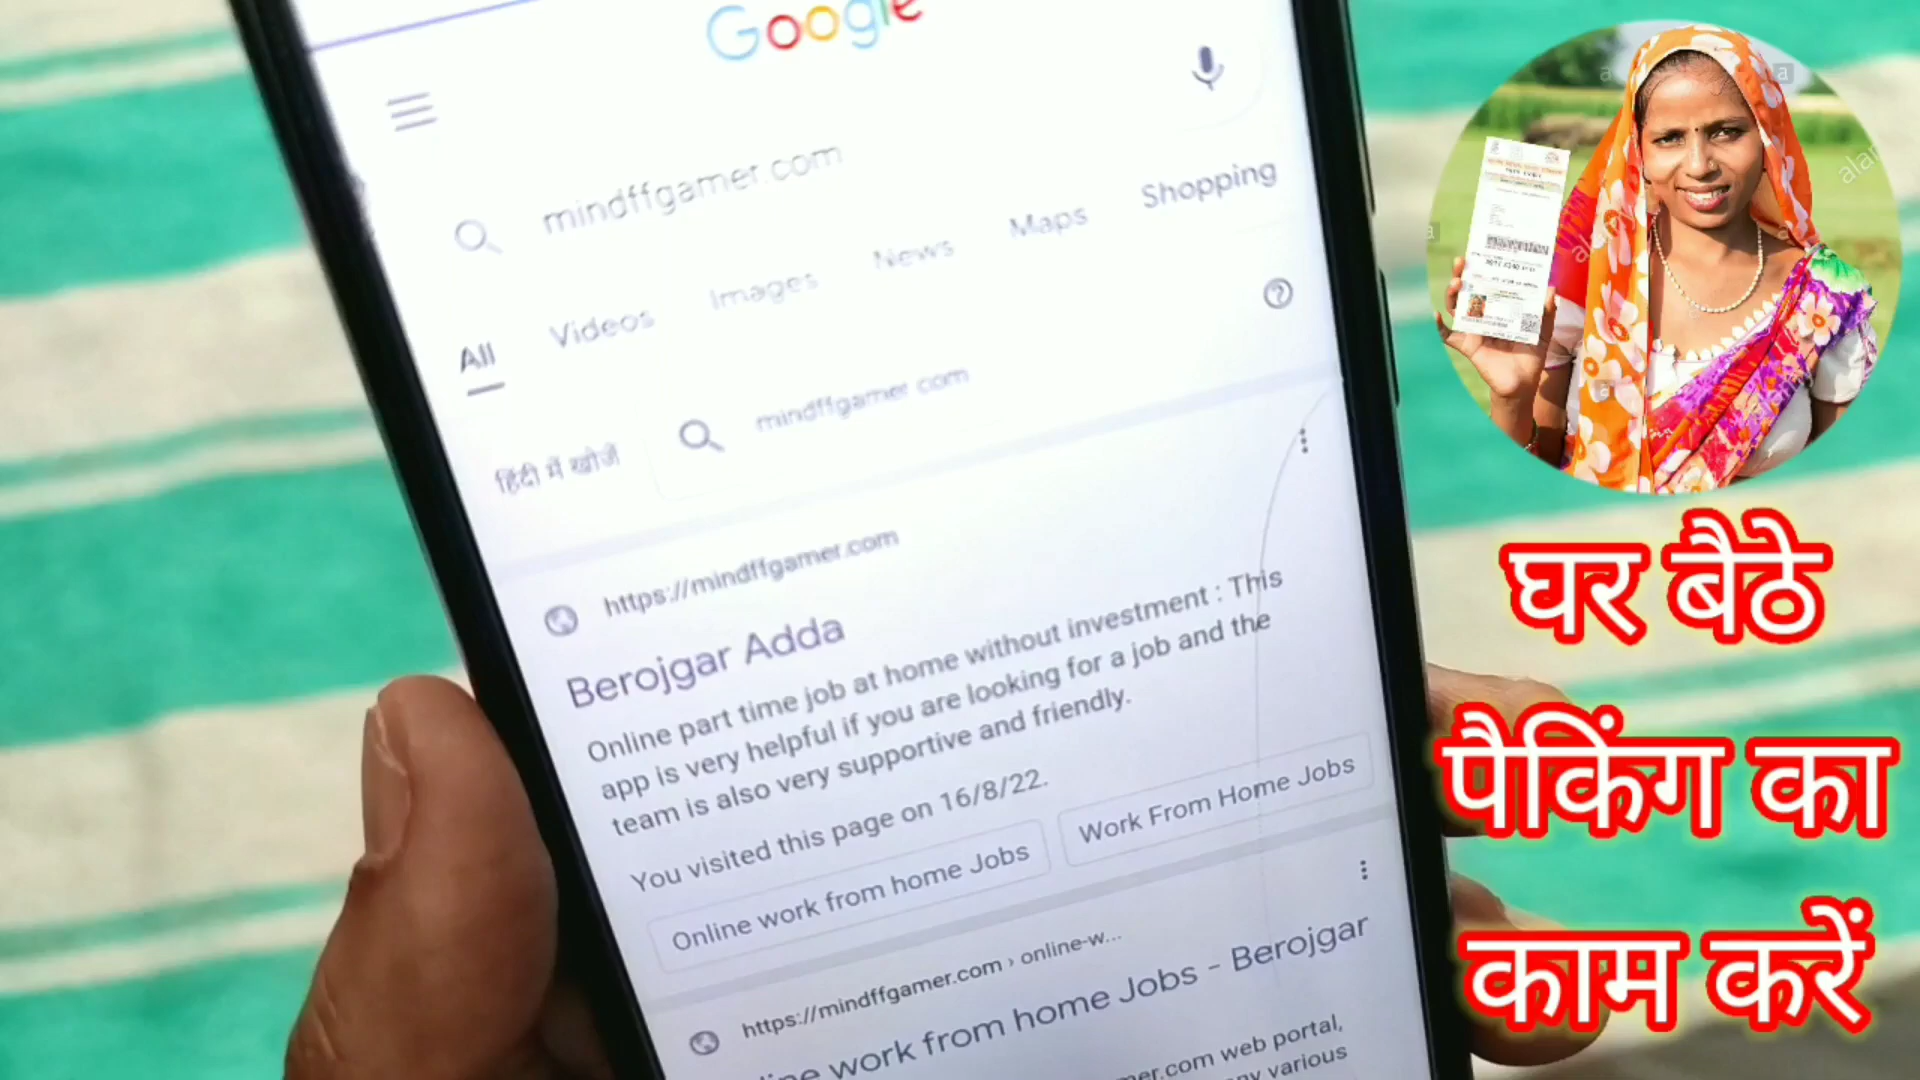 Google
mindffgamer.com
All Videos Images News Maps Shopping
हिंदी में खोजें mindffgamer com
https://mindffgamer.com
Berojgar Adda
Online part time job at home without investment : This
app is very helpful if you are looking for a job and the
team is also very supportive and friendly.
You visited this page on 16/8/22.
Online work from home Jobs Work From Home Jobs
https://mindffgamer.com › online-w...
work from home Jobs - Berojgar
web portal,
various
घर बैठे
पैकिंग का
काम करें